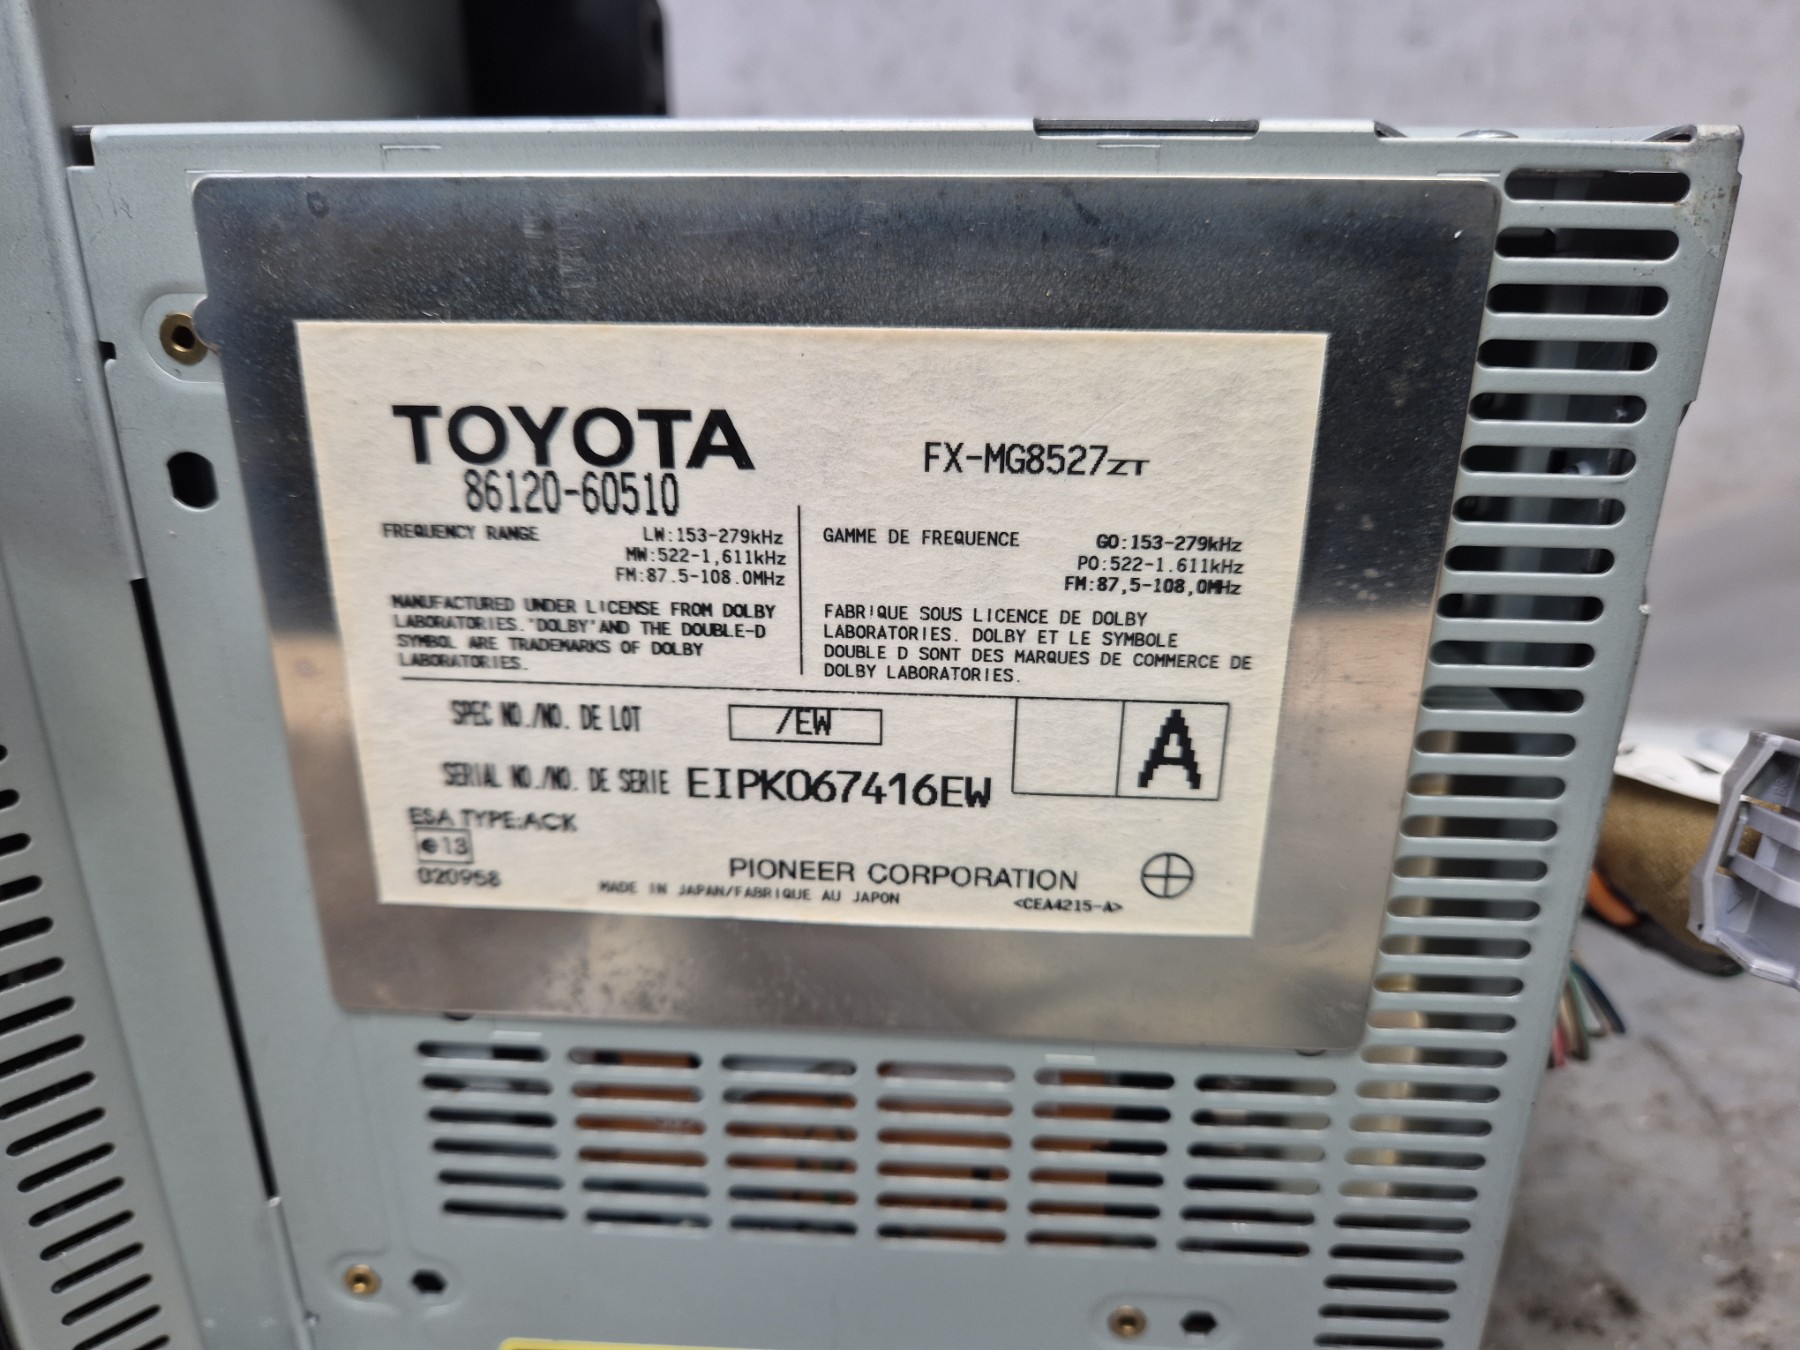 TOYOTA
86120-60510
FX-MG8527ZT
FREQUENCY RANGE LW:153-279kHz
MW:522-1,611kHz
FM:87.5-108.0MHz
MANUFACTURED UNDER LICENSE FROM DOLBY
LABORATORIES."DOLBY"AND THE DOUBLE-D
SYMBOL ARE TRADEMARKS OF DOLBY
LABORATORIES.
GAMME DE FREQUENCE GO:153-279kHz
PO:522-1.611kHz
FM:87,5-108,0MHz
FABRIQUE SOUS LICENCE DE DOLBY
LABORATORIES. DOLBY ET LE SYMBOLE
DOUBLE D SONT DES MARQUES DE COMMERCE DE
DOLBY LABORATORIES.
SPEC NO./NO. DE LOT /EW
A
SERIAL NO./NO. DE SERIE EIPK067416EW
ESA TYPE:ACK
e13
020958
PIONEER CORPORATION
MADE IN JAPAN/FABRIQUE AU JAPON <CEA4215-A>